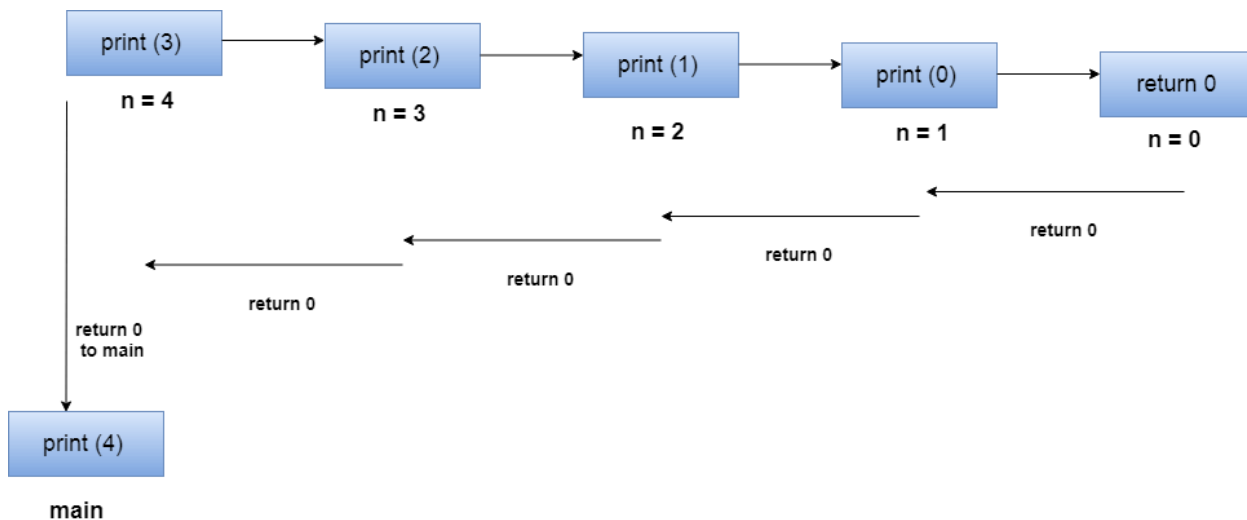 print (3)
print (2)
print (1)
print (0)
return 0
n = 4
n = 3
n = 2
n = 1
n = 0
return 0
return 0
return 0
return 0
return 0
to main
print (4)
main